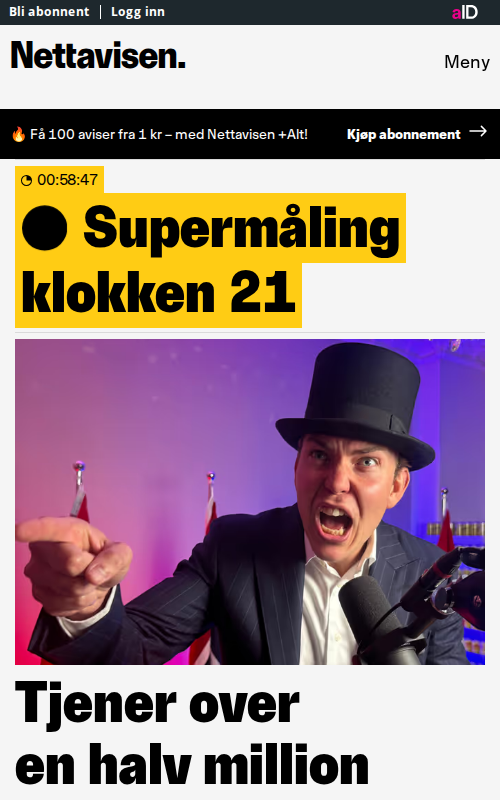 Bli abonnent | Logg inn
aID
Nettavisen.
Meny
🔥 Få 100 aviser fra 1 kr – med Nettavisen +Alt!
Kjøp abonnement →
00:58:47
● Supermåling
klokken 21
Tjener over
en halv million